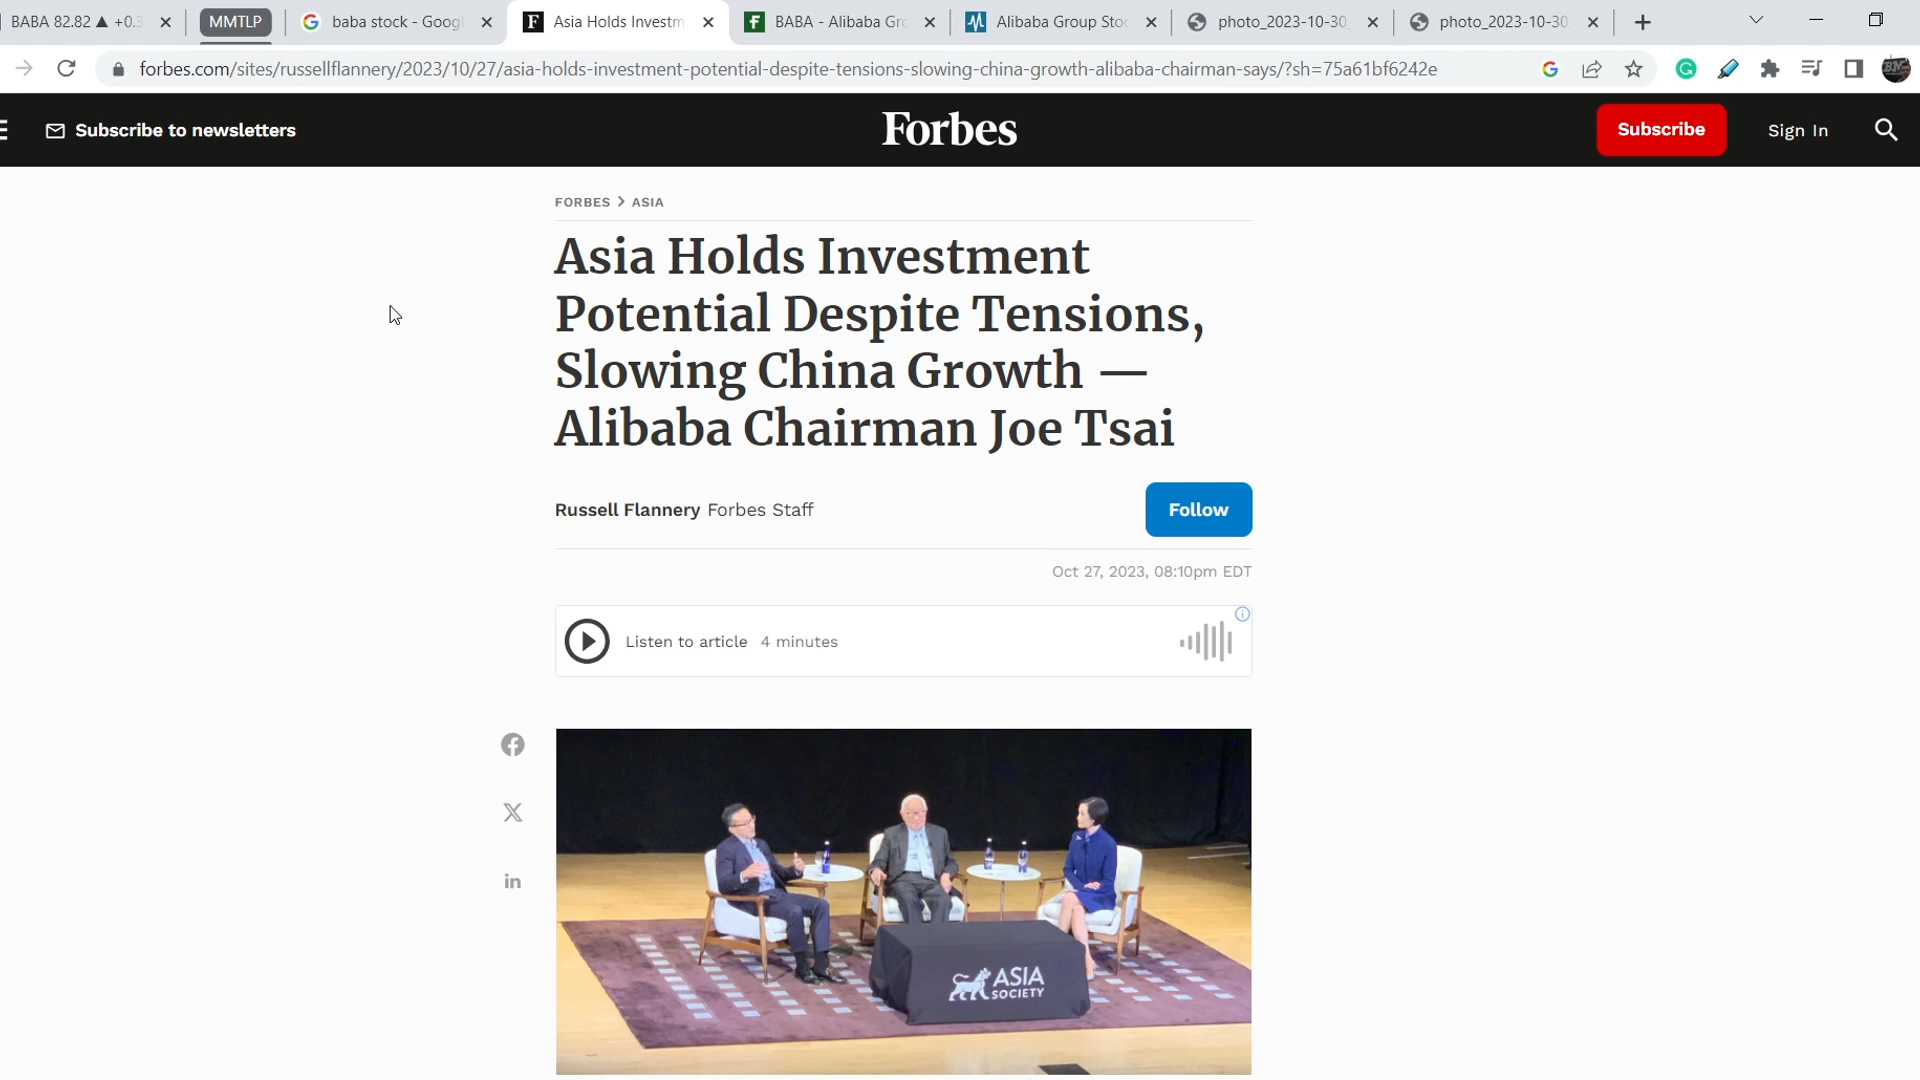 BABA 82.82 ▲ +0.3
MMTLP
baba stock - Googl
Asia Holds Investm
BABA - Alibaba Gro
Alibaba Group Stoc
photo_2023-10-30_
photo_2023-10-30_
forbes.com/sites/russellflannery/2023/10/27/asia-holds-investment-potential-despite-tensions-slowing-china-growth-alibaba-chairman-says/?sh=75a61bf6242e
Subscribe to newsletters
Forbes
Subscribe
Sign In
FORBES > ASIA
Asia Holds Investment
Potential Despite Tensions,
Slowing China Growth —
Alibaba Chairman Joe Tsai
Russell Flannery Forbes Staff
Follow
Oct 27, 2023, 08:10pm EDT
Listen to article 4 minutes
ASIA
SOCIETY